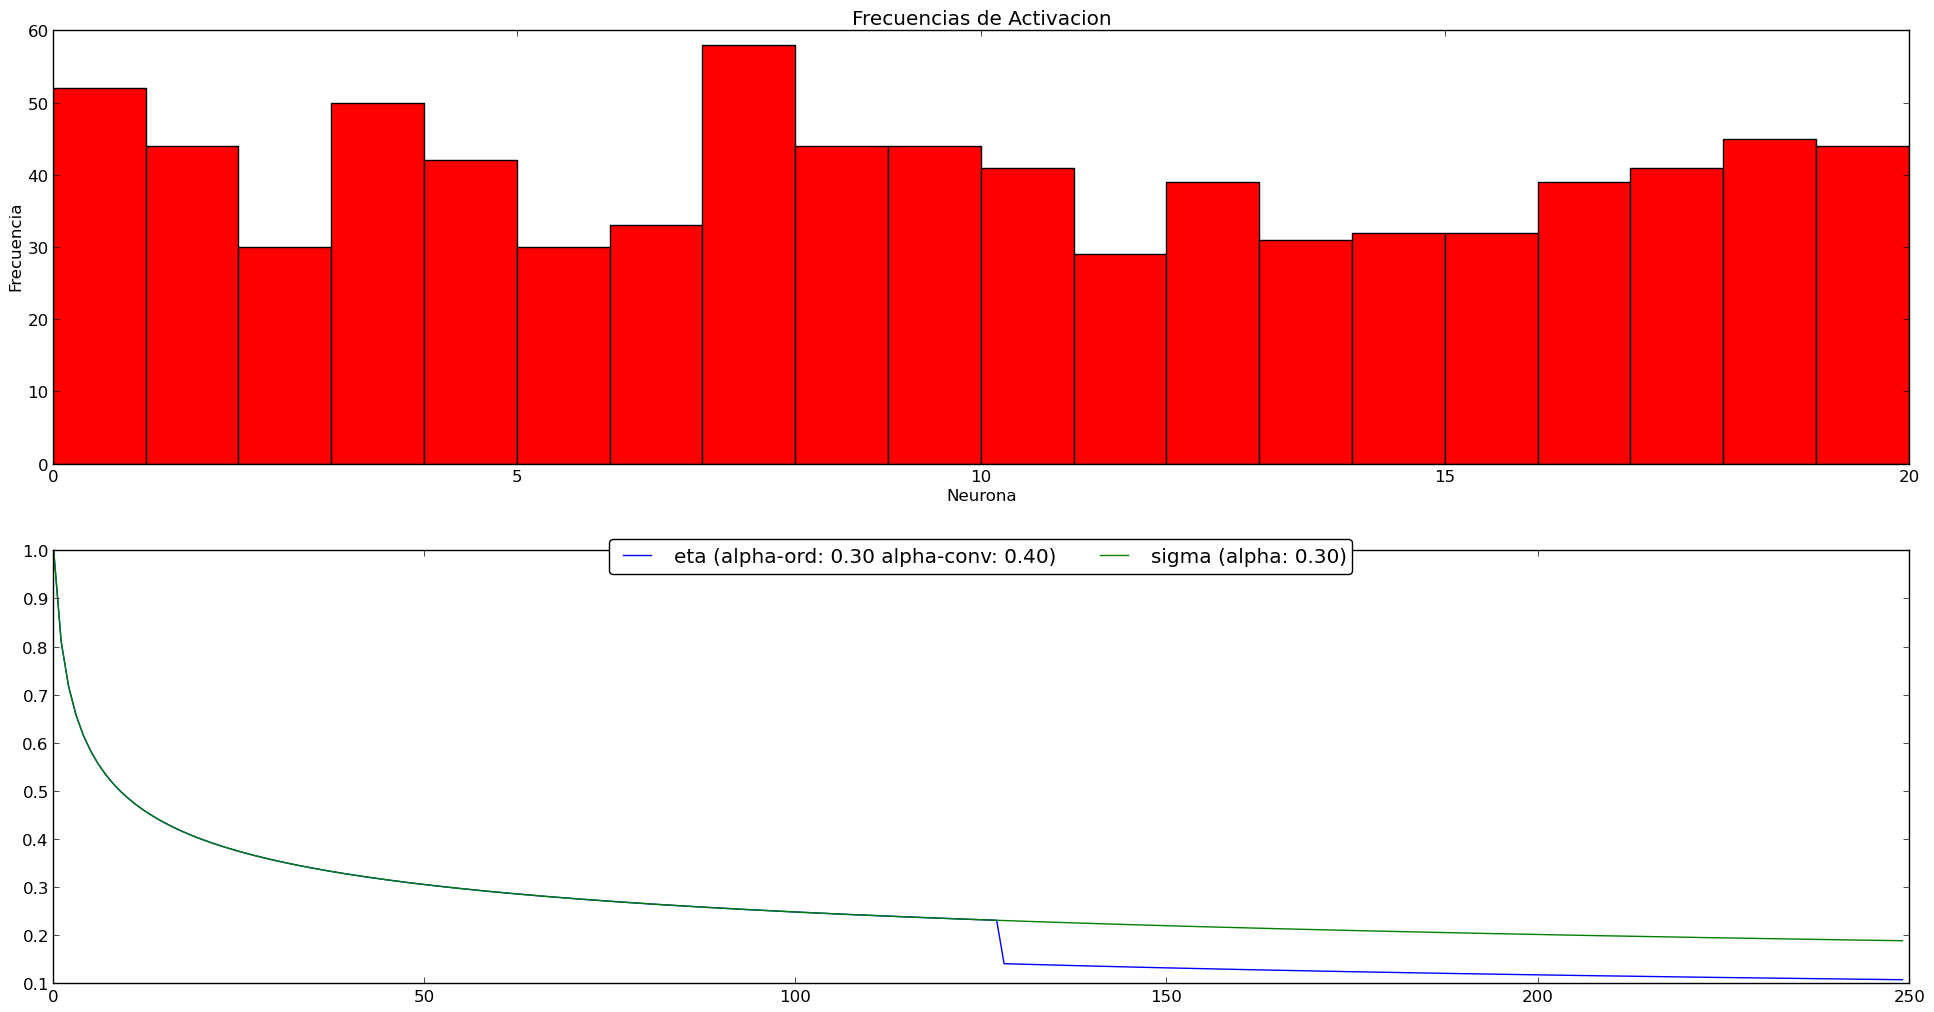 Frecuencias de Activacion
60
50
40
30
20
10
0
Frecuencia
0 5 10 15 20
Neurona
eta (alpha-ord: 0.30 alpha-conv: 0.40) sigma (alpha: 0.30)
1.0
0.9
0.8
0.7
0.6
0.5
0.4
0.3
0.2
0.1
0 50 100 150 200 250